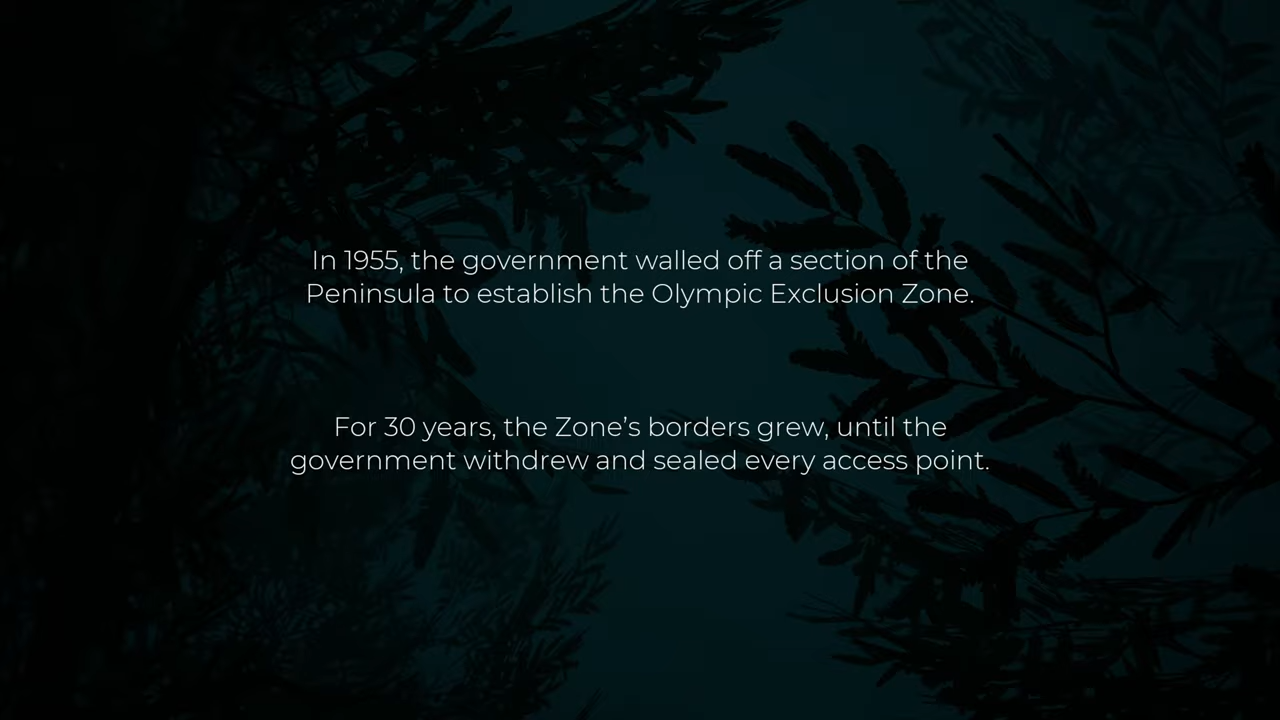 In 1955, the government walled off a section of the
Peninsula to establish the Olympic Exclusion Zone.
For 30 years, the Zone’s borders grew, until the
government withdrew and sealed every access point.